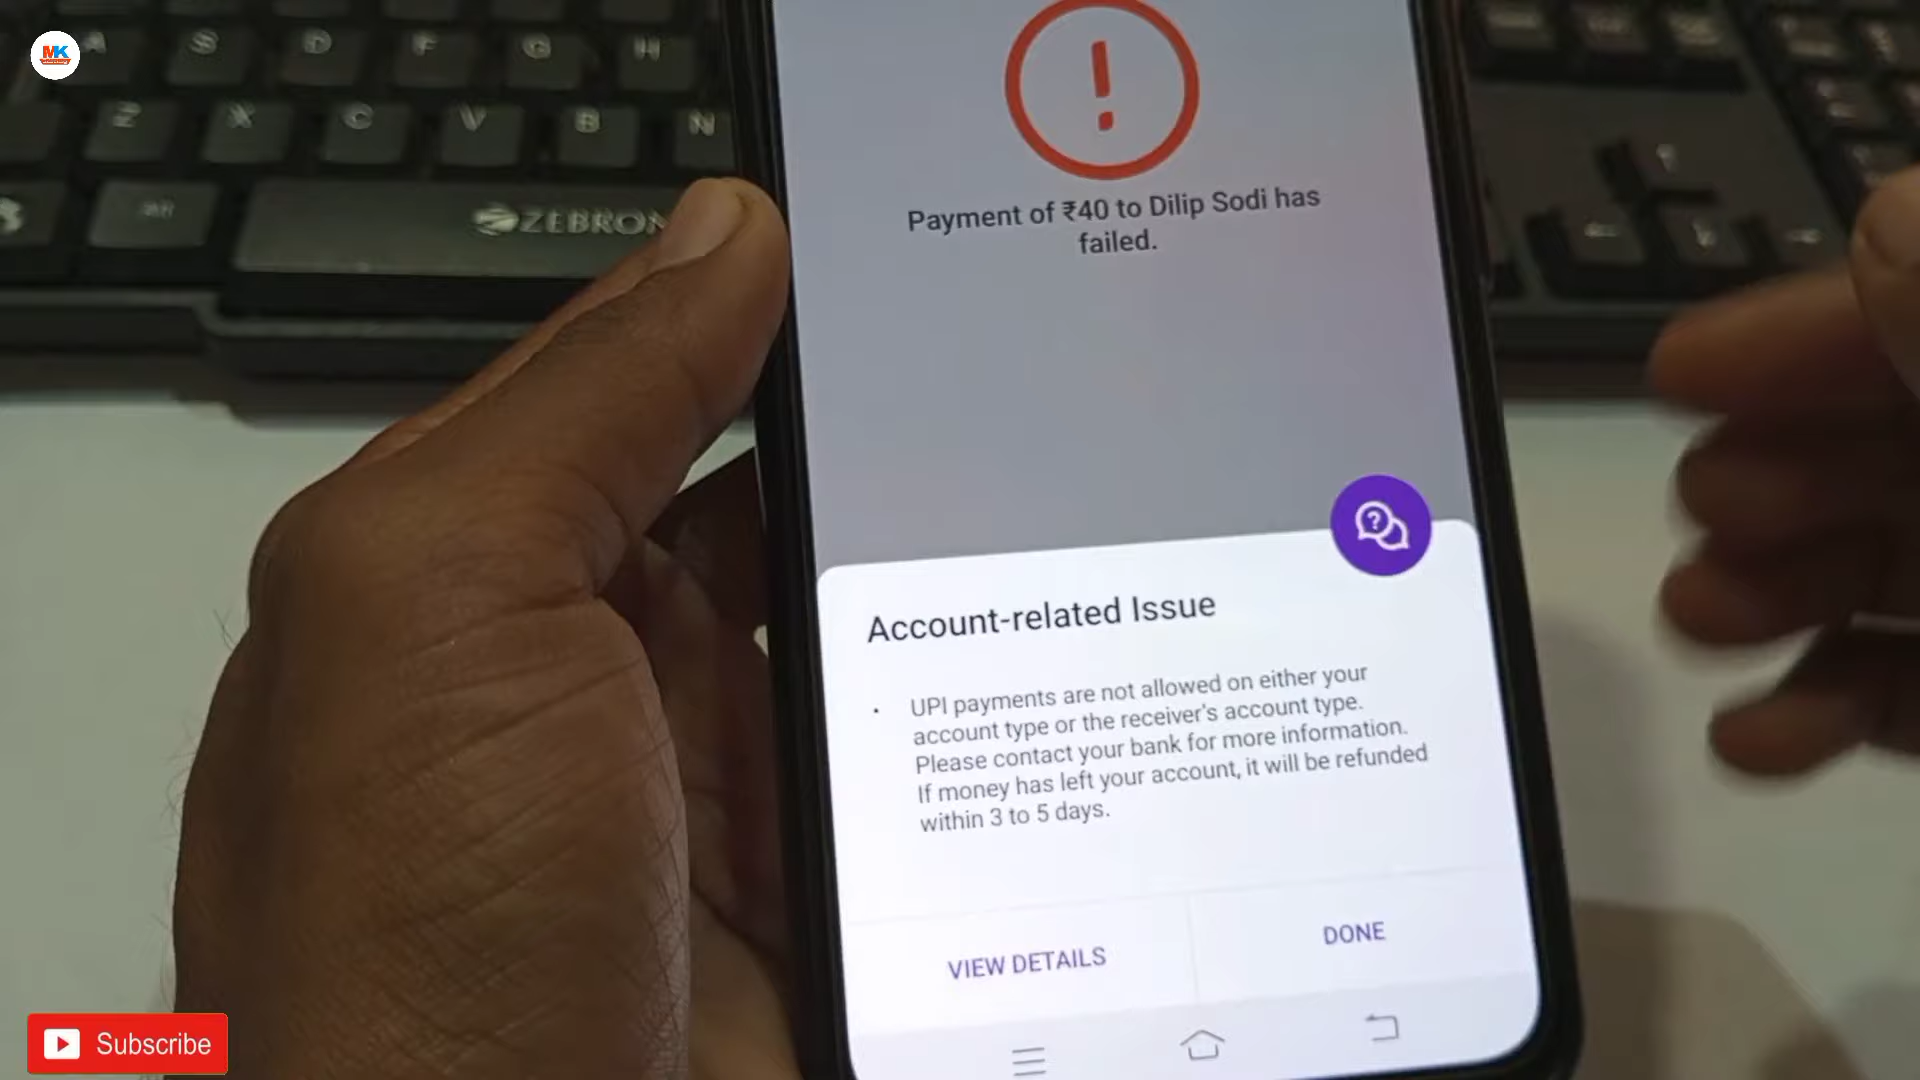 MK
A S D F G H
Z X C V B N
alt
ZEBRON
Payment of ₹40 to Dilip Sodi has
failed.
Account-related Issue
• UPI payments are not allowed on either your
account type or the receiver's account type.
Please contact your bank for more information.
If money has left your account, it will be refunded
within 3 to 5 days.
VIEW DETAILS
DONE
Subscribe